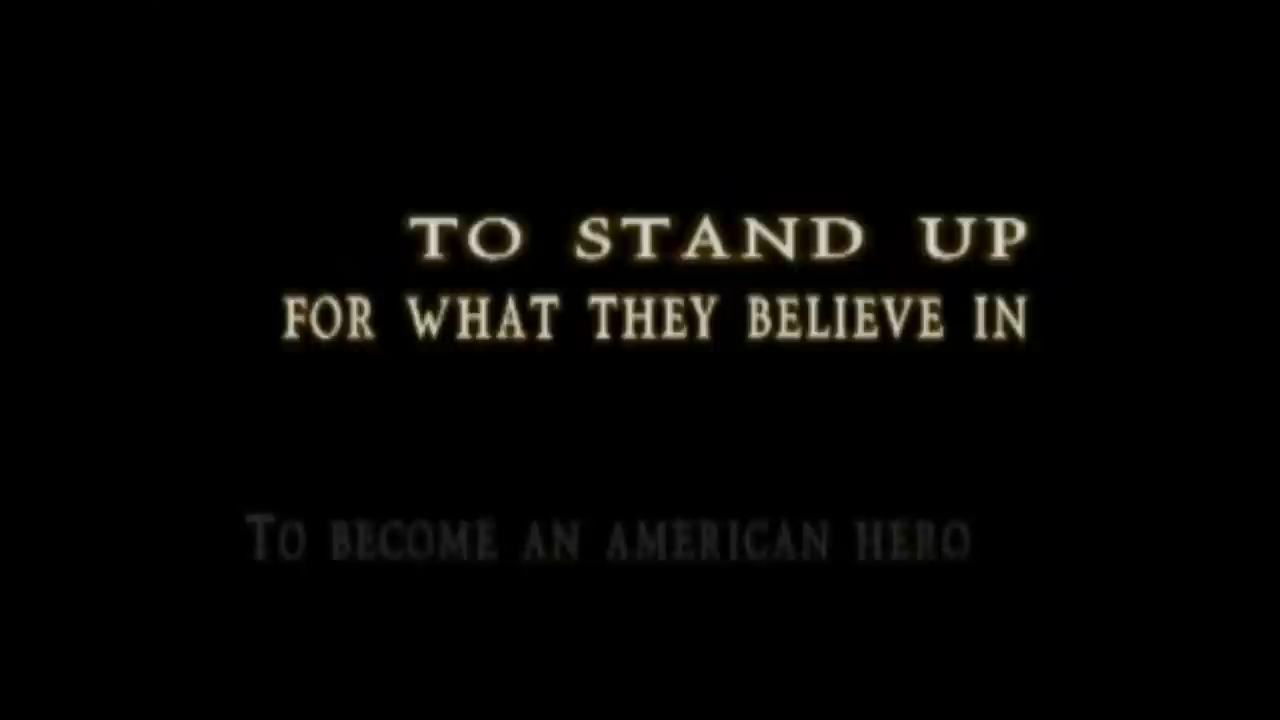 TO STAND UP
FOR WHAT THEY BELIEVE IN
TO BECOME AN AMERICAN HERO